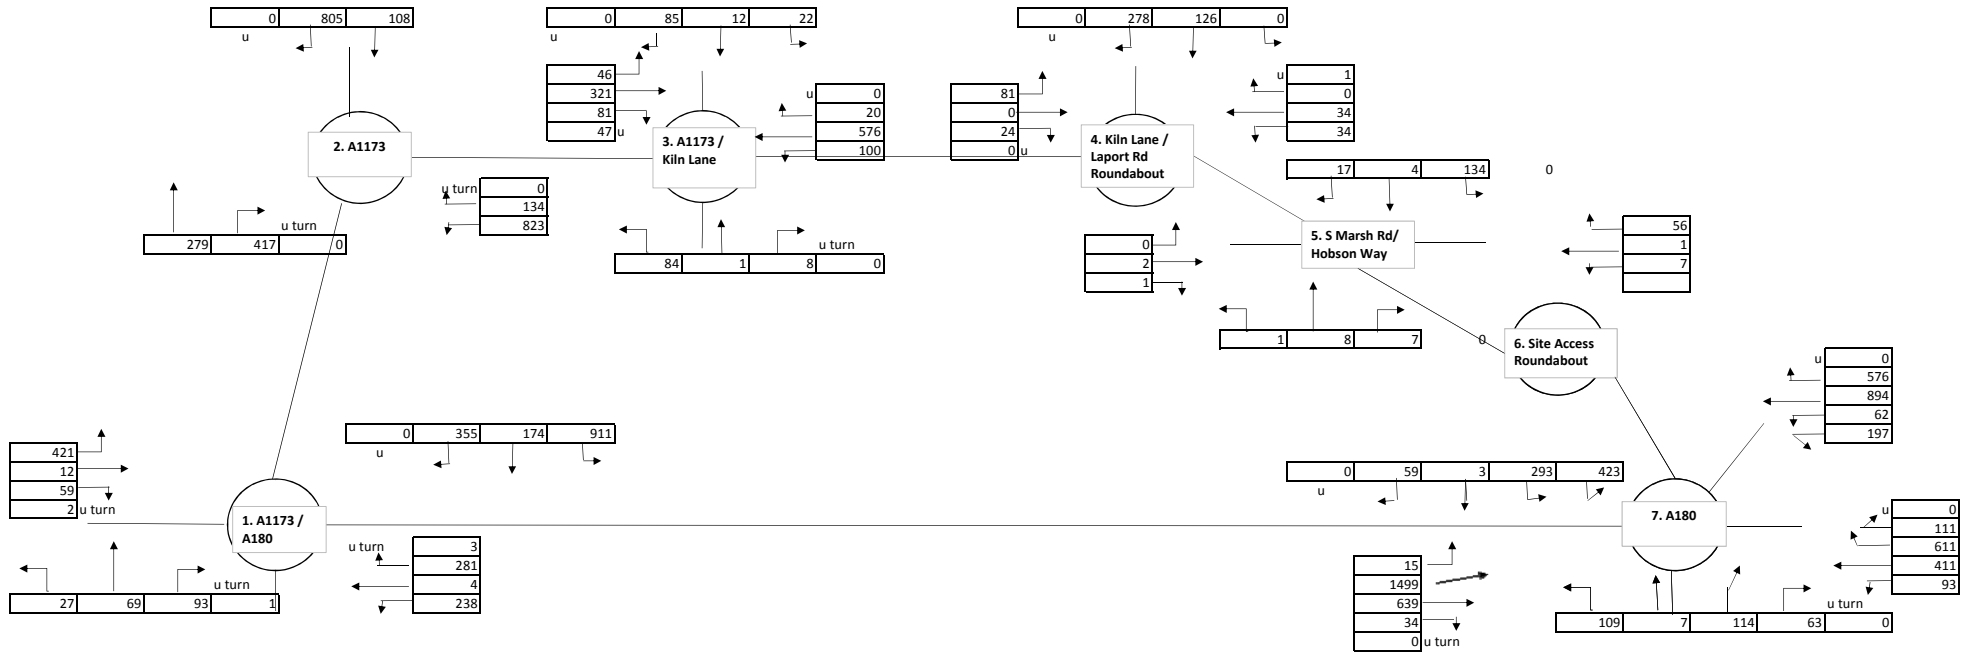 0 805 108
u
0 85 12 22
u
0 278 126 0
u
46
321
81
47 u
u 0
20
576
100
81
0
24
0 u
u 1
0
34
34
2. A1173
3. A1173 /
Kiln Lane
4. Kiln Lane /
Laport Rd
Roundabout
17 4 134 0
u turn 0
134
823
u turn
279 417 0
u turn
84 1 8 0
0
2
1
5. S Marsh Rd/
Hobson Way
56
1
7
1 8 7 0
6. Site Access
Roundabout
u 0
576
894
62
197
0 355 174 911
u
421
12
59
2 u turn
0 59 3 293 423
u
1. A1173 /
A180
7. A180
u 0
111
611
411
93
u turn 3
281
4
238
u turn
27 69 93 1
15
1499
639
34
0 u turn
u turn
109 7 114 63 0